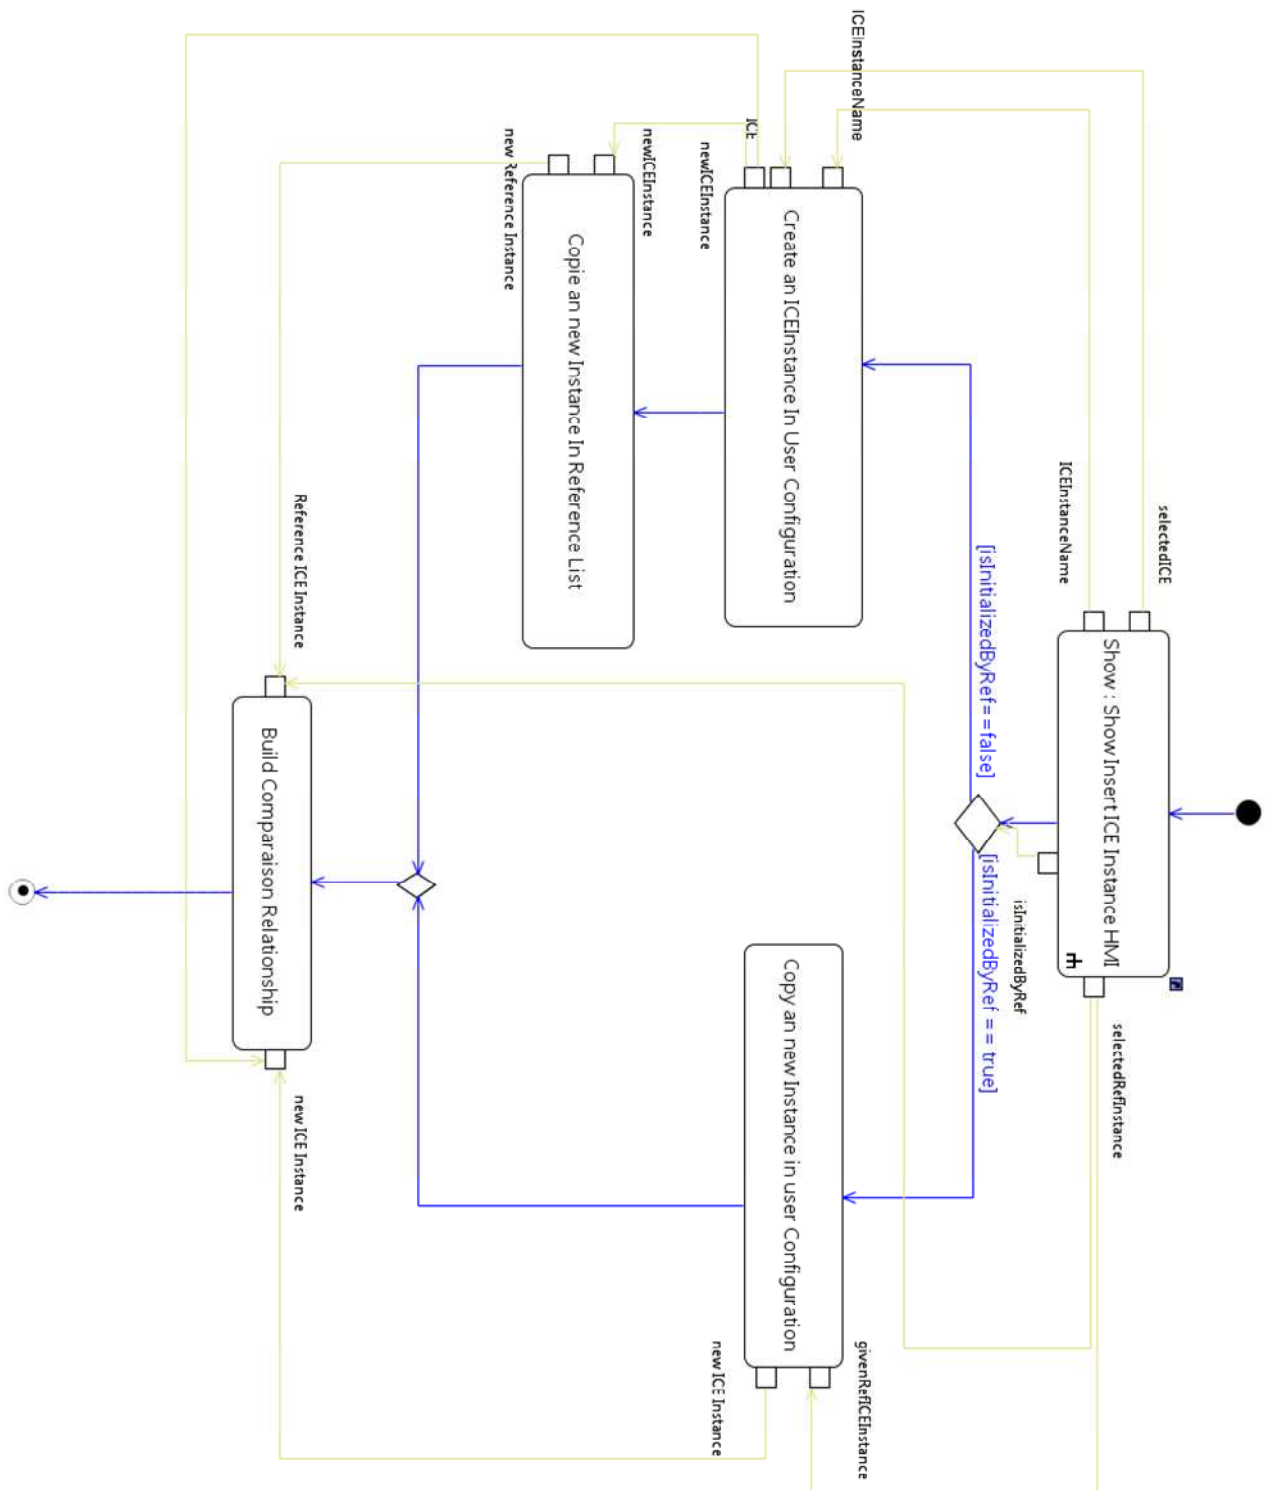 selectedICE
ICEInstanceName
Show : Show Insert ICE Instance HMI
selectedRefInstance
isInitializedByRef
[isInitializedByRef==false]
[isInitializedByRef == true]
ICEInstanceName
ICE
newICEInstance
Create an ICEInstance In User Configuration
givenRefICEInstance
Copy an new Instance in user Configuration
new ICE Instance
newICEInstance
new Reference Instance
Copie an new Instance In Reference List
Reference ICE Instance
Build Comparaison Relationship
new ICE Instance